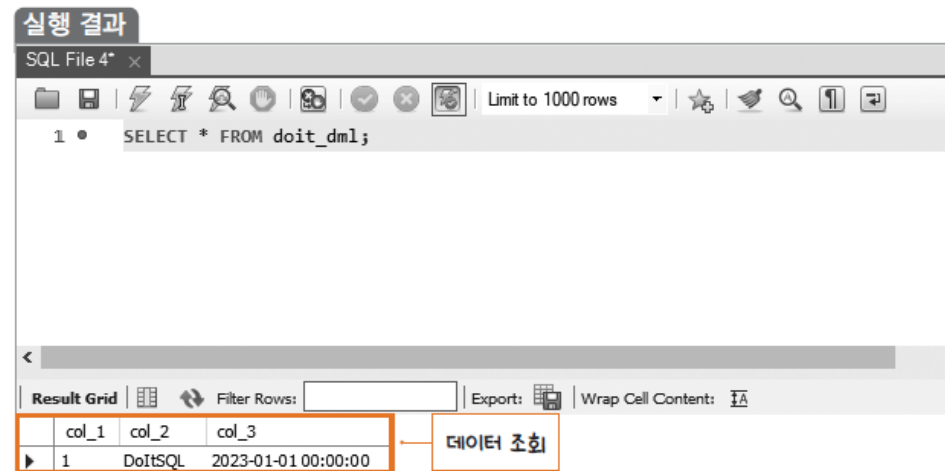 실행 결과
SQL File 4* ×
Limit to 1000 rows
1 SELECT * FROM doit_dml;
Result Grid Filter Rows: Export: Wrap Cell Content: IA
col_1 col_2 col_3
1 DoItSQL 2023-01-01 00:00:00
데이터 조회